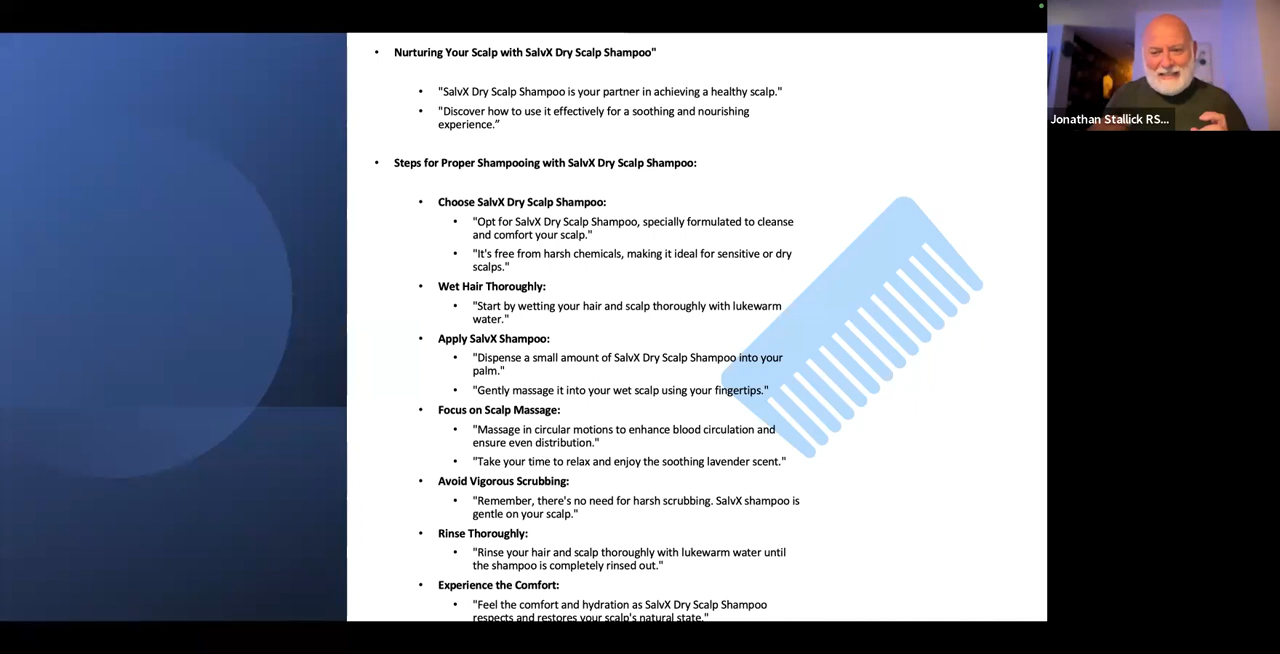 Nurturing Your Scalp with SalvX Dry Scalp Shampoo"
"SalvX Dry Scalp Shampoo is your partner in achieving a healthy scalp."
"Discover how to use it effectively for a soothing and nourishing
experience.”
Steps for Proper Shampooing with SalvX Dry Scalp Shampoo:
Choose SalvX Dry Scalp Shampoo:
"Opt for SalvX Dry Scalp Shampoo, specially formulated to cleanse
and comfort your scalp."
"It's free from harsh chemicals, making it ideal for sensitive or dry
scalps."
Wet Hair Thoroughly:
"Start by wetting your hair and scalp thoroughly with lukewarm
water."
Apply SalvX Shampoo:
"Dispense a small amount of SalvX Dry Scalp Shampoo into your
palm."
"Gently massage it into your wet scalp using your fingertips."
Focus on Scalp Massage:
"Massage in circular motions to enhance blood circulation and
ensure even distribution."
"Take your time to relax and enjoy the soothing lavender scent."
Avoid Vigorous Scrubbing:
"Remember, there's no need for harsh scrubbing. SalvX shampoo is
gentle on your scalp."
Rinse Thoroughly:
"Rinse your hair and scalp thoroughly with lukewarm water until
the shampoo is completely rinsed out."
Experience the Comfort:
"Feel the comfort and hydration as SalvX Dry Scalp Shampoo
respects and restores your scalp's natural state."
Jonathan Stallick RS...